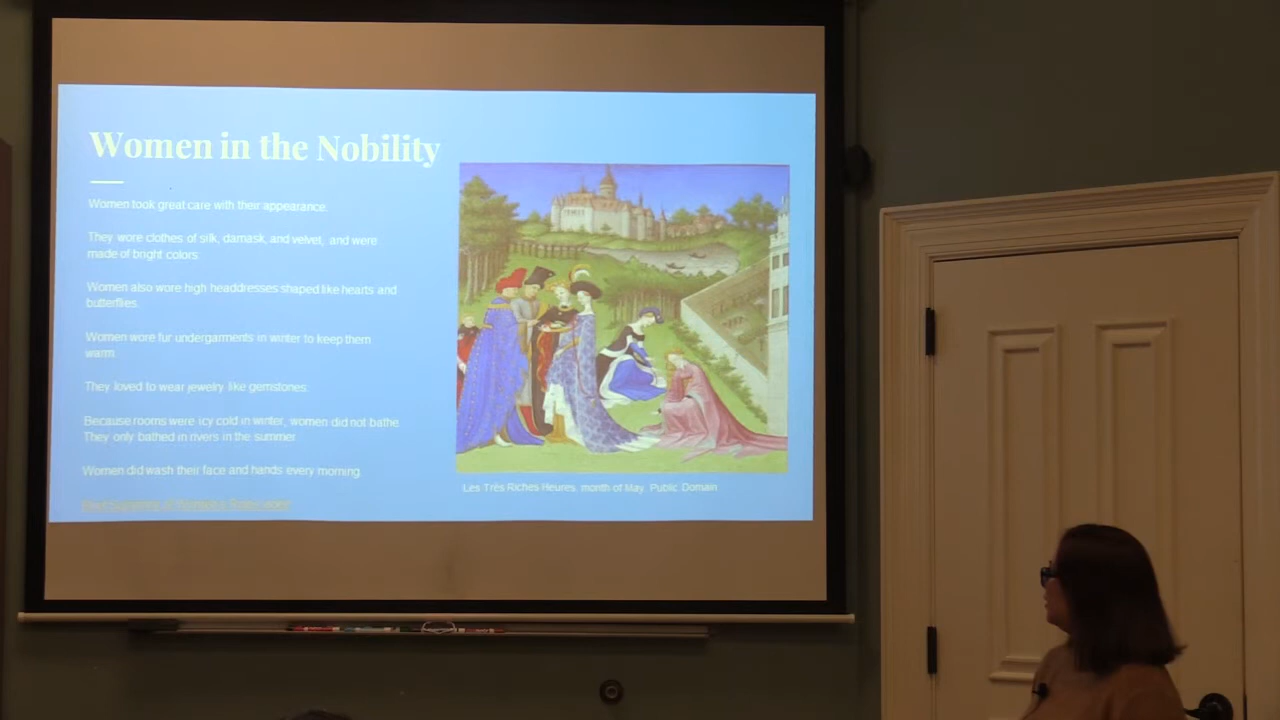 Women in the Nobility
Women took great care with their appearance.
They wore clothes of silk, damask, and velvet, and were
made of bright colors.
Women also wore high headdresses shaped like hearts and
butterflies.
Women wore fur undergarments in winter to keep them
warm.
They loved to wear jewelry like gemstones.
Because rooms were icy cold in winter, women did not bathe.
They only bathed in rivers in the summer.
Women did wash their face and hands every morning.
Les Très Riches Heures, month of May, Public Domain